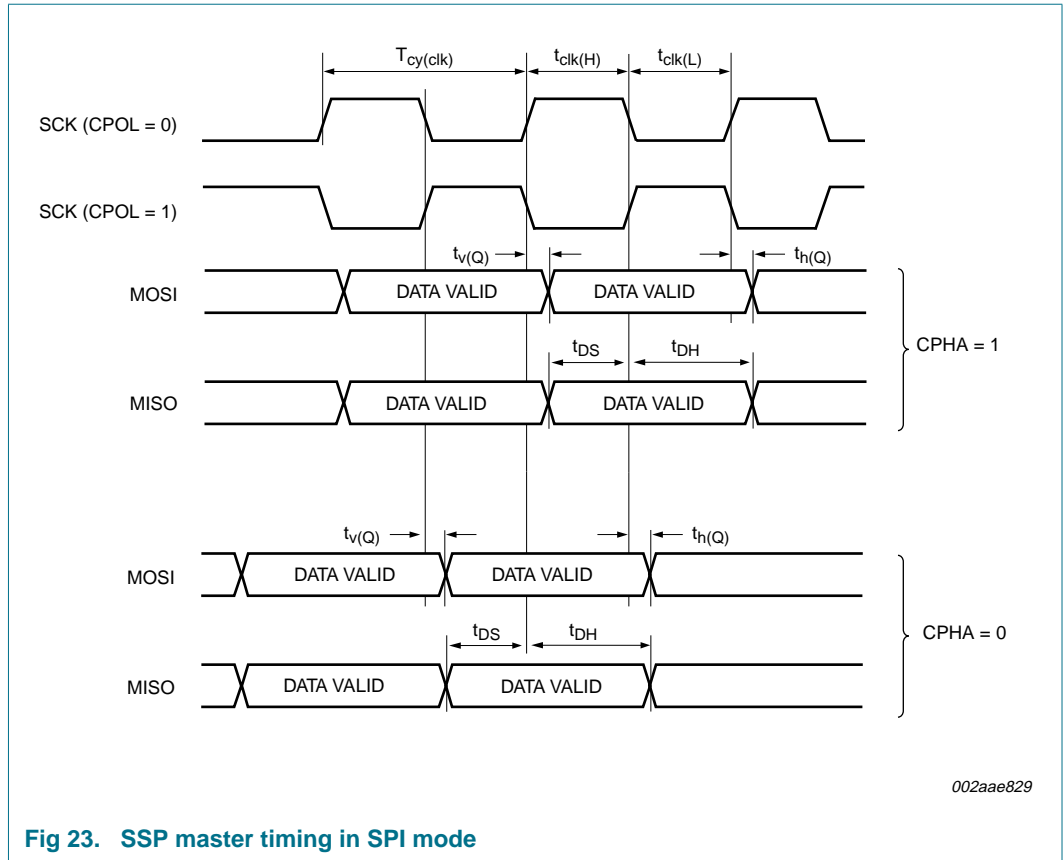 Tcy(clk) tclk(H) tclk(L)
SCK (CPOL = 0)
SCK (CPOL = 1)
tv(Q) th(Q)
MOSI DATA VALID DATA VALID
CPHA = 1
tDS tDH
MISO DATA VALID DATA VALID
tv(Q) th(Q)
MOSI DATA VALID DATA VALID
CPHA = 0
tDS tDH
MISO DATA VALID DATA VALID
002aae829
Fig 23. SSP master timing in SPI mode